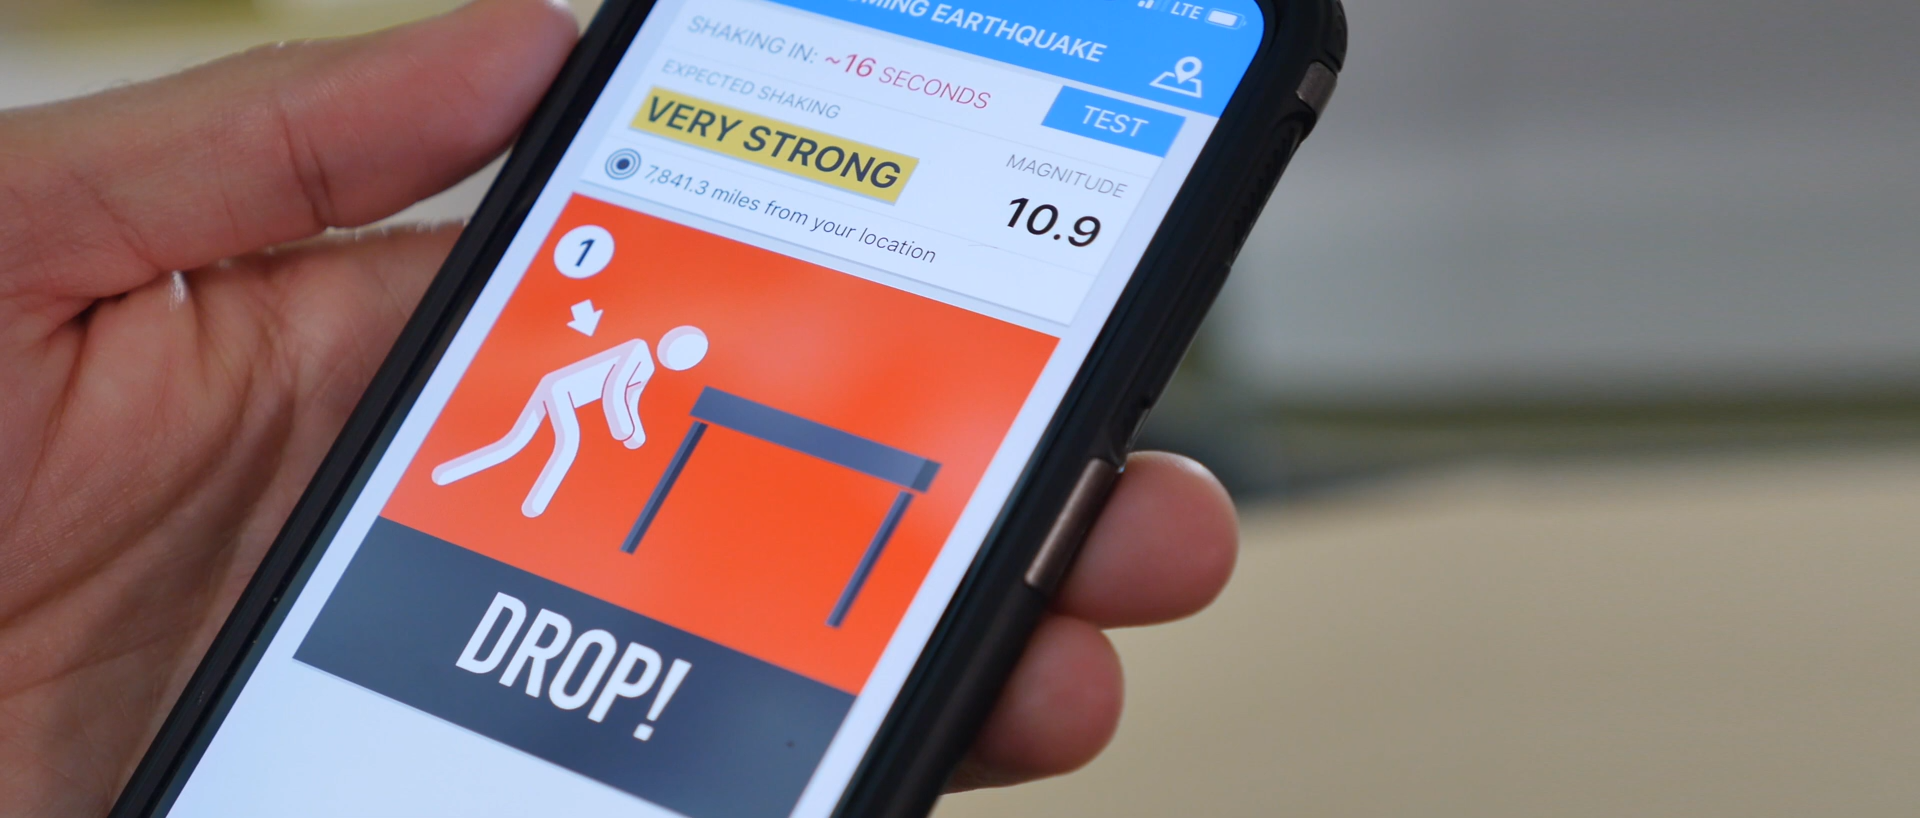 EARTHQUAKE
LTE
SHAKING IN: ~16 SECONDS
TEST
EXPECTED SHAKING
VERY STRONG
MAGNITUDE
10.9
7,841.3 miles from your location
1
DROP!